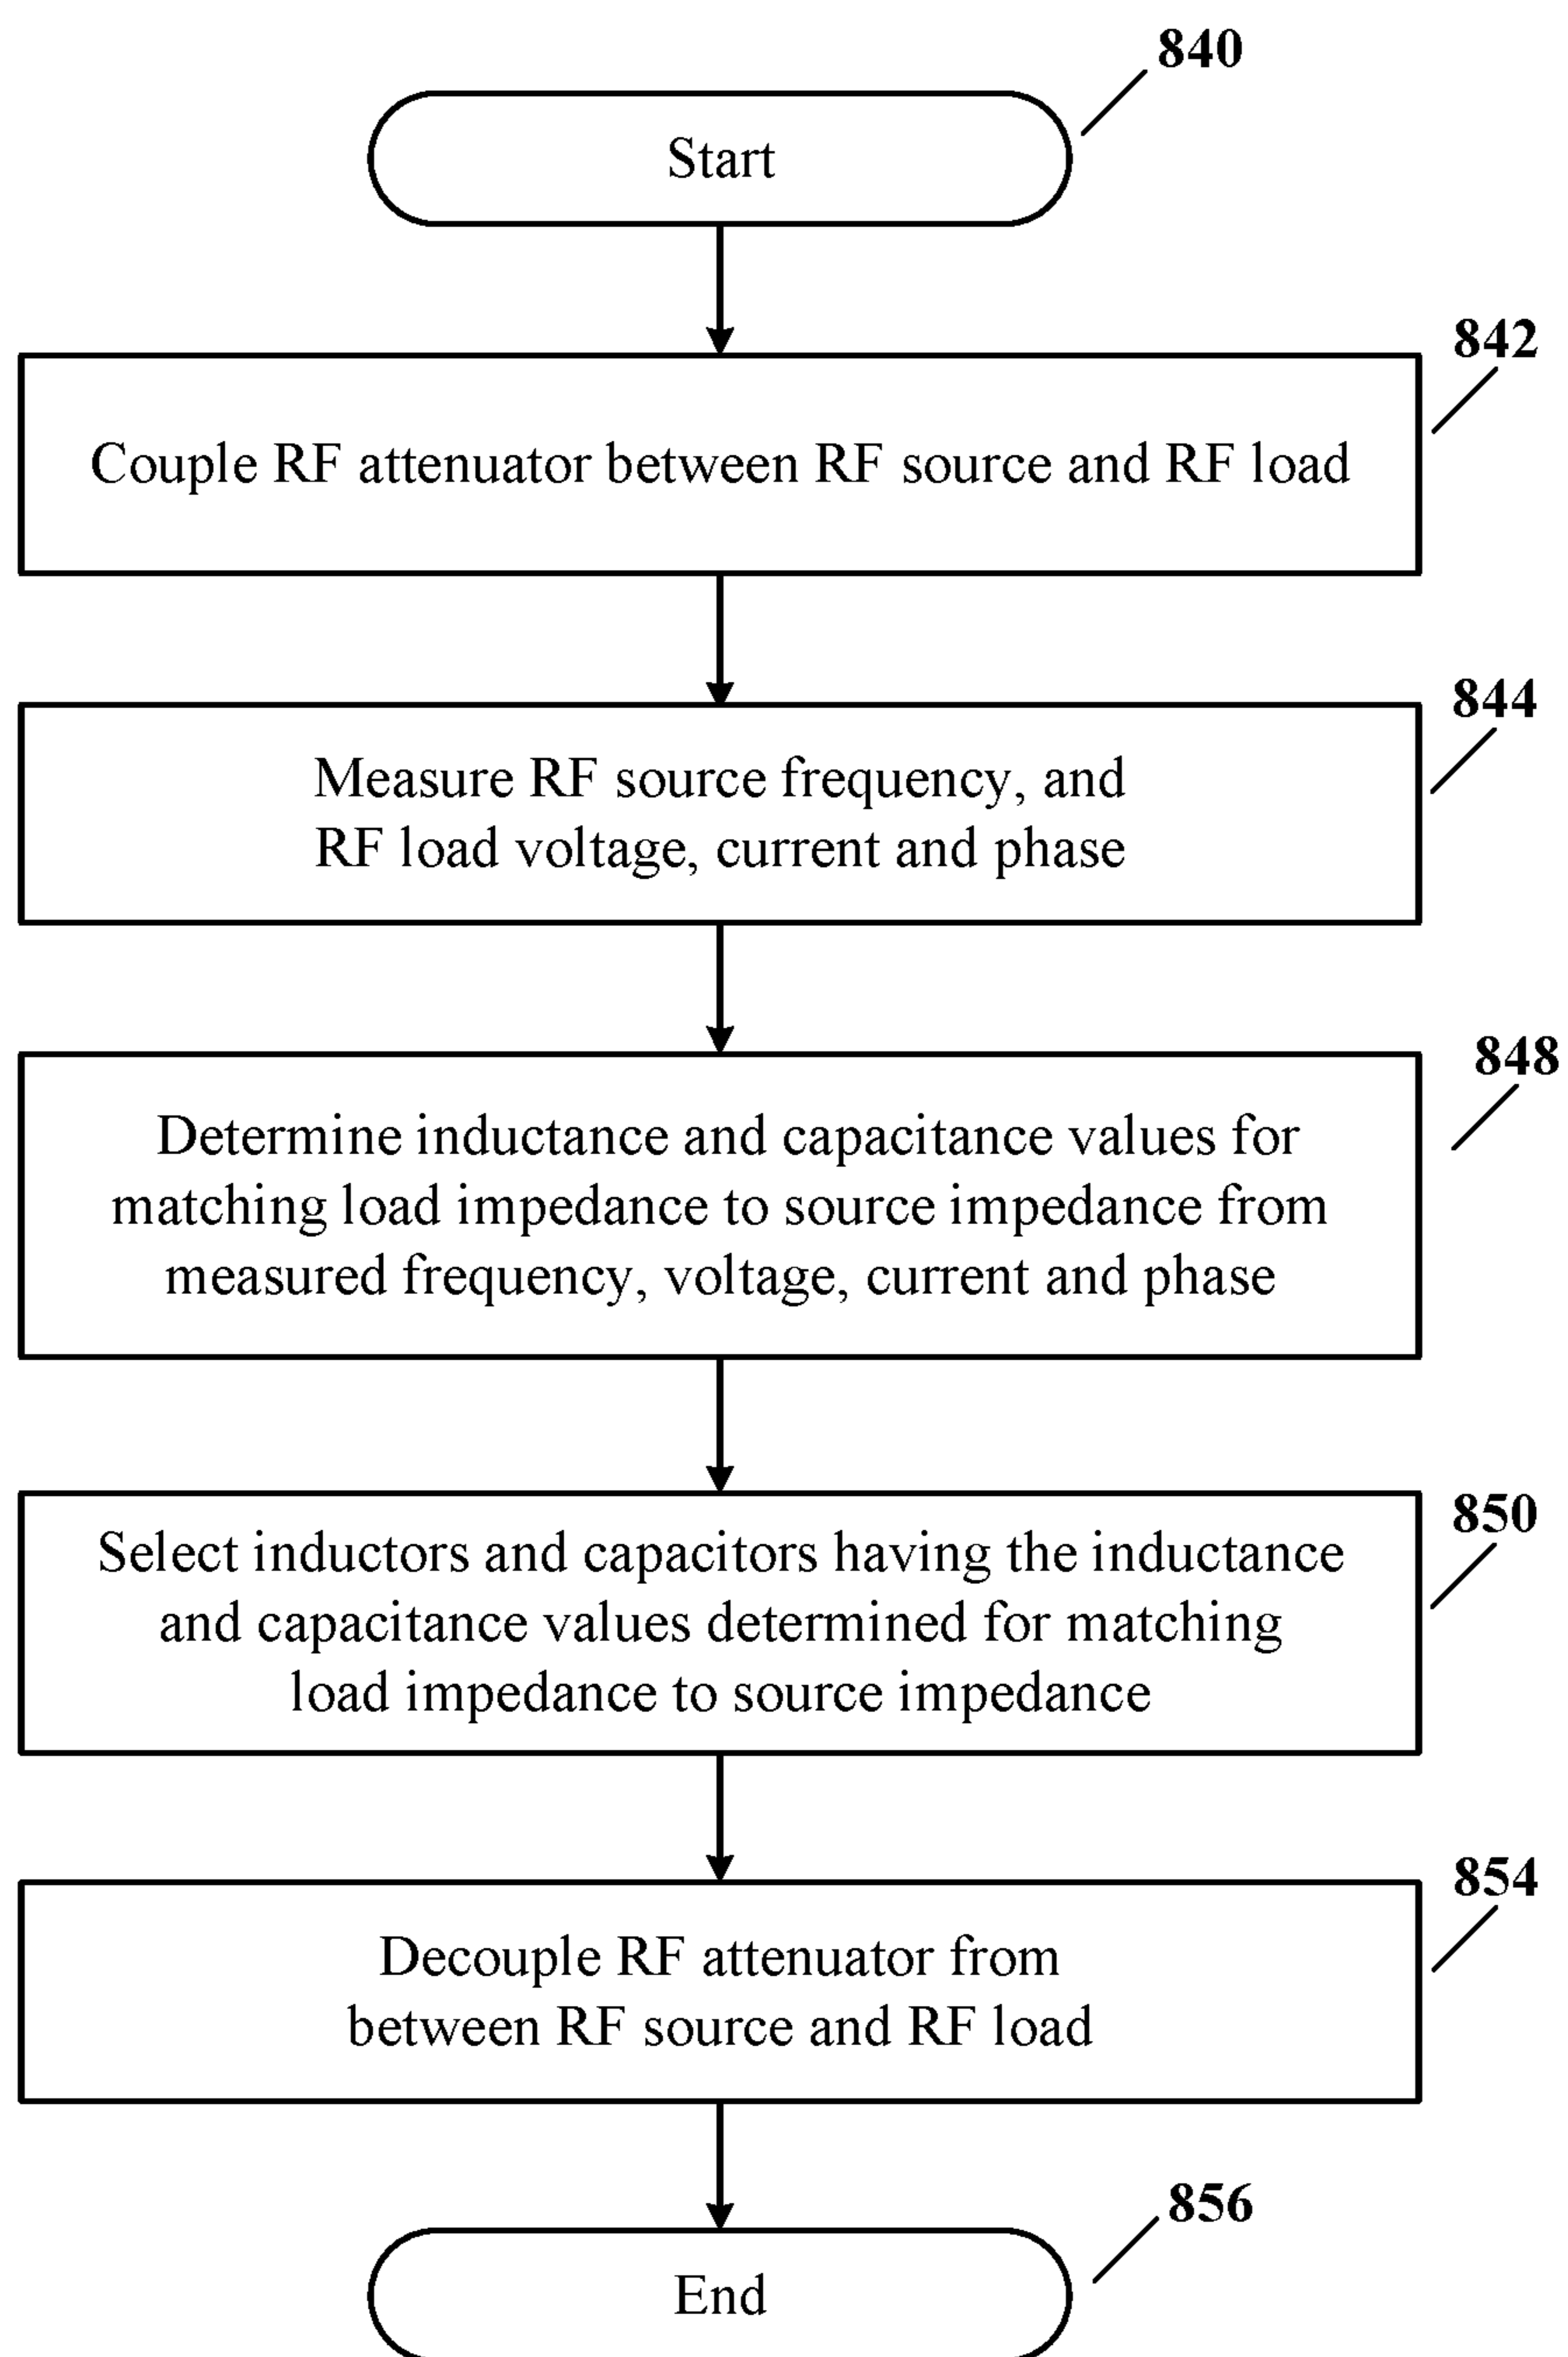 840
Start
842
Couple RF attenuator between RF source and RF load
844
Measure RF source frequency, and
RF load voltage, current and phase
848
Determine inductance and capacitance values for
matching load impedance to source impedance from
measured frequency, voltage, current and phase
850
Select inductors and capacitors having the inductance
and capacitance values determined for matching
load impedance to source impedance
854
Decouple RF attenuator from
between RF source and RF load
856
End